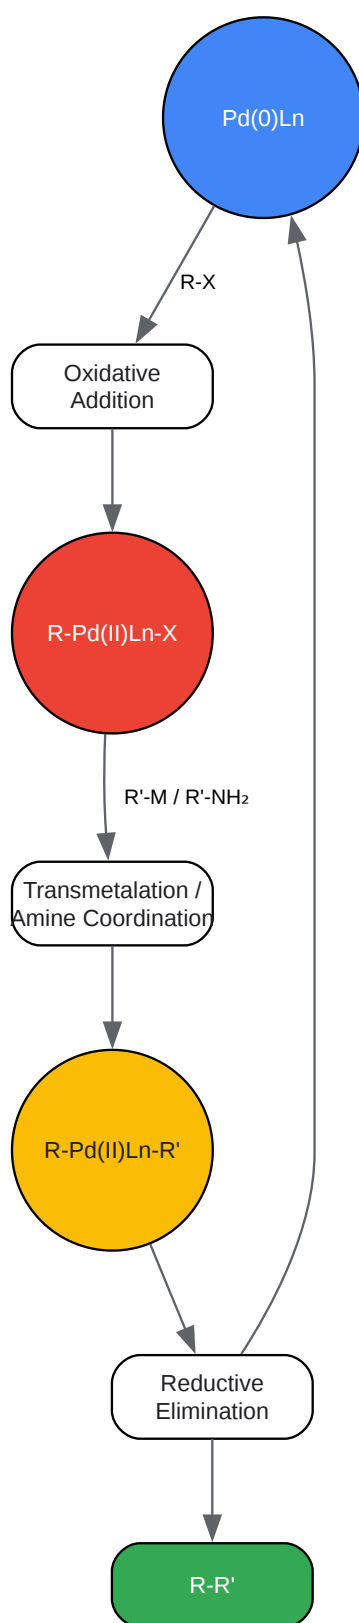 Pd(0)Ln
R-X
Oxidative
Addition
R-Pd(II)Ln-X
R'-M / R'-NH₂
Transmetalation /
Amine Coordination
R-Pd(II)Ln-R'
Reductive
Elimination
R-R'